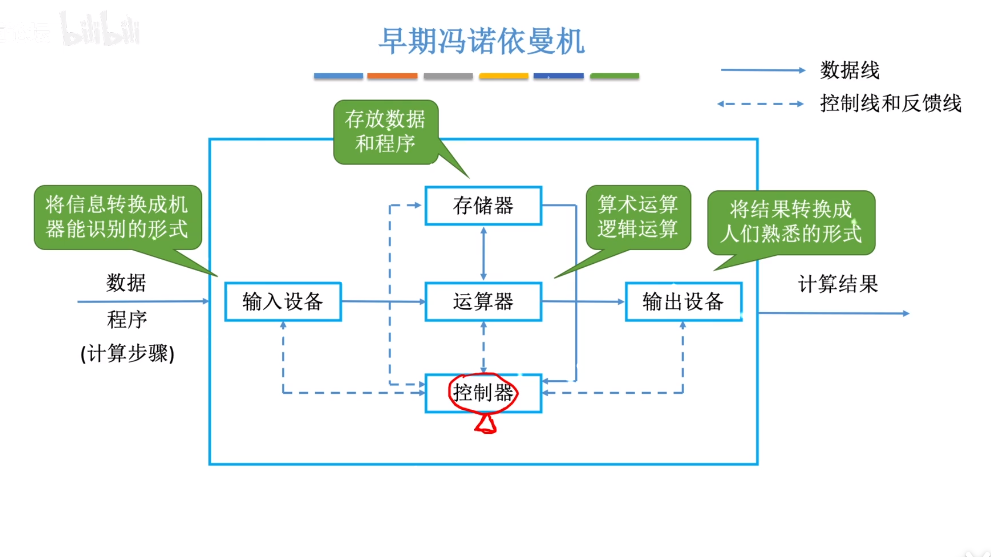 bilibili
早期冯诺依曼机
数据线
控制线和反馈线
存放数据
和程序
将信息转换成机
器能识别的形式
存储器
算术运算
逻辑运算
将结果转换成
人们熟悉的形式
数据
程序
(计算步骤)
输入设备
运算器
输出设备
计算结果
控制器